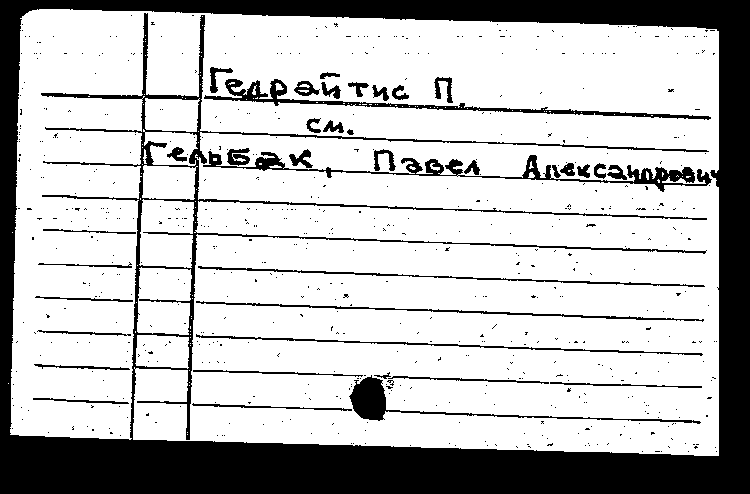 Гедрайтис П.
см.
Гельбак, Павел Александрович